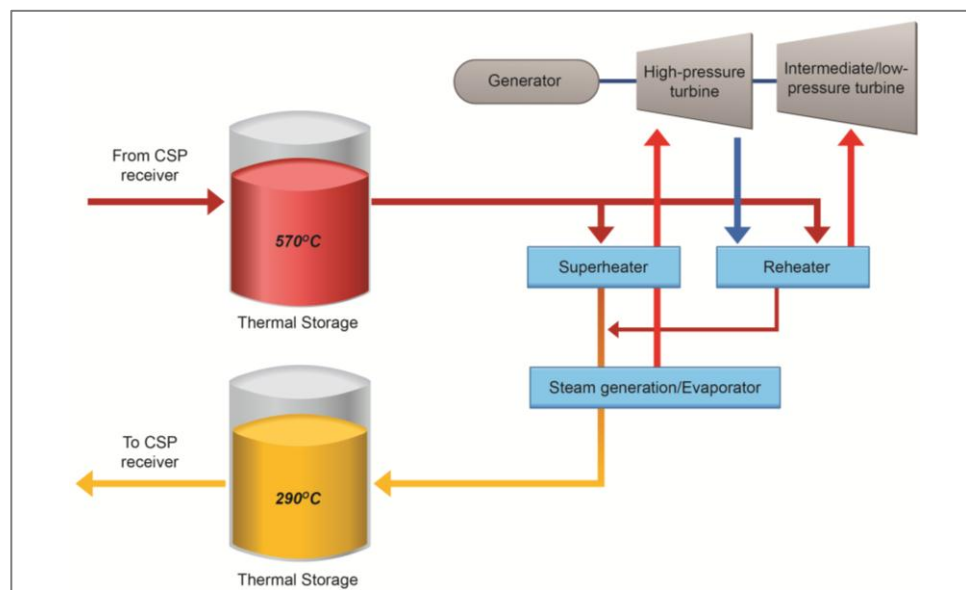 Generator
High-pressure
turbine
Intermediate/low-
pressure turbine
From CSP
receiver
570°C
Superheater
Reheater
Thermal Storage
Steam generation/Evaporator
To CSP
receiver
290°C
Thermal Storage